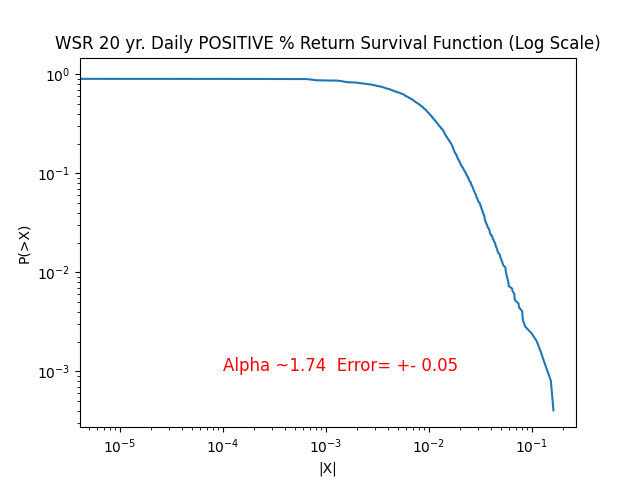 WSR 20 yr. Daily POSITIVE % Return Survival Function (Log Scale)
10⁰
10⁻¹
10⁻²
10⁻³
P(>X)
Alpha ~1.74  Error= +- 0.05
10⁻⁵ 10⁻⁴ 10⁻³ 10⁻² 10⁻¹
|X|